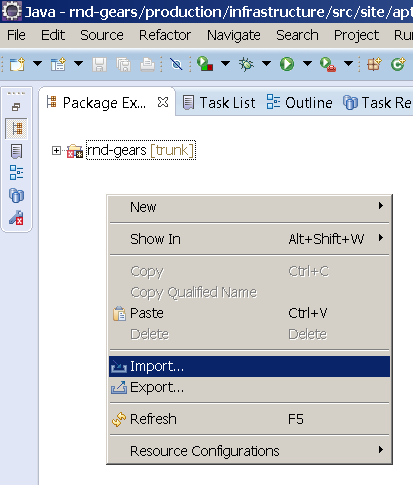 Java - rnd-gears/production/infrastructure/src/site/apt
File Edit Source Refactor Navigate Search Project Run
Package Ex... Task List Outline Task Re
rnd-gears [trunk]
New
Show In Alt+Shift+W
Copy Ctrl+C
Copy Qualified Name
Paste Ctrl+V
Delete Delete
Import...
Export...
Refresh F5
Resource Configurations